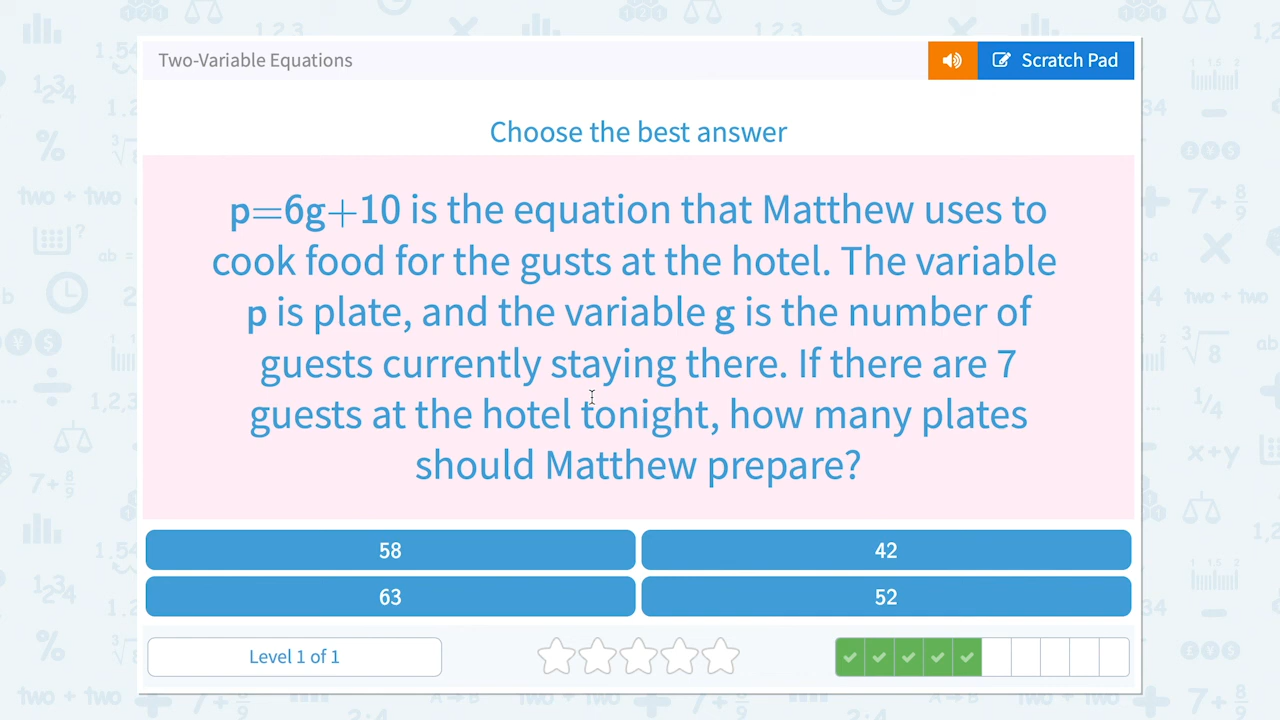 Two-Variable Equations
Scratch Pad
Choose the best answer
p=6g+10 is the equation that Matthew uses to
cook food for the gusts at the hotel. The variable
p is plate, and the variable g is the number of
guests currently staying there. If there are 7
guests at the hotel tonight, how many plates
should Matthew prepare?
58
42
63
52
Level 1 of 1